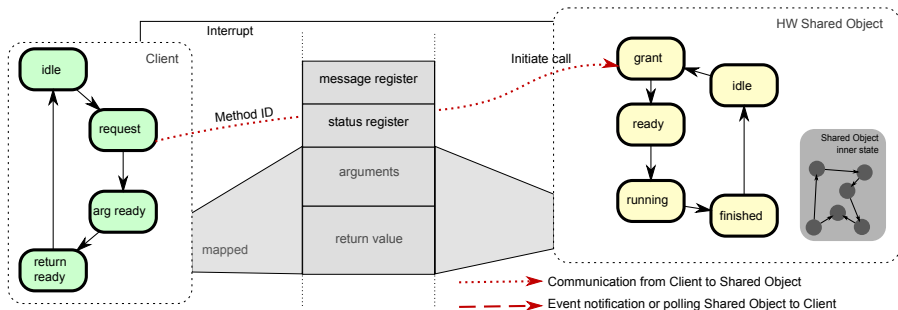 HW Shared Object
Interrupt
Client
Initiate call
idle
grant
message register
idle
Method ID
request
status register
ready
Shared Object
inner state
arguments
arg ready
running
finished
return value
mapped
return
ready
Communication from Client to Shared Object
Event notification or polling Shared Object to Client